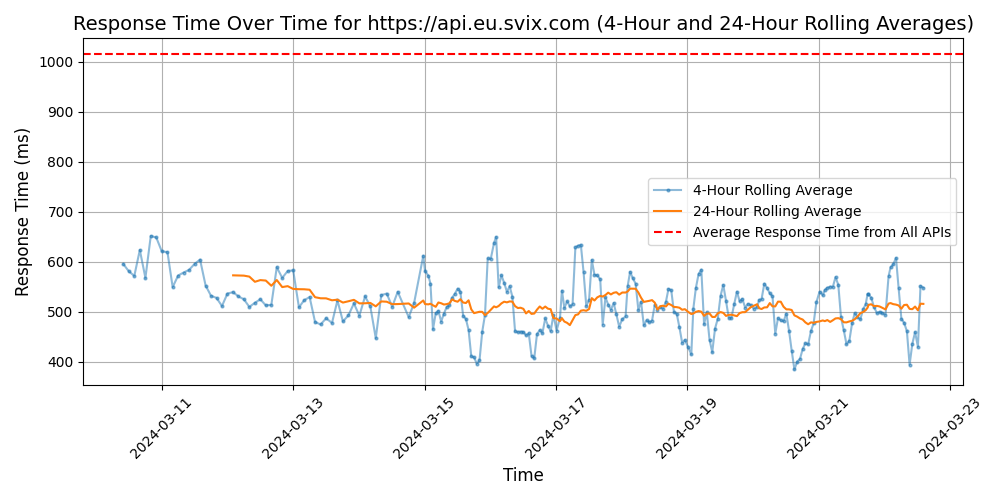 Response Time Over Time for https://api.eu.svix.com (4-Hour and 24-Hour Rolling Averages)
Response Time (ms)
1000
900
800
700
600
500
400
4-Hour Rolling Average
24-Hour Rolling Average
Average Response Time from All APIs
2024-03-11
2024-03-13
2024-03-15
2024-03-17
2024-03-19
2024-03-21
2024-03-23
Time